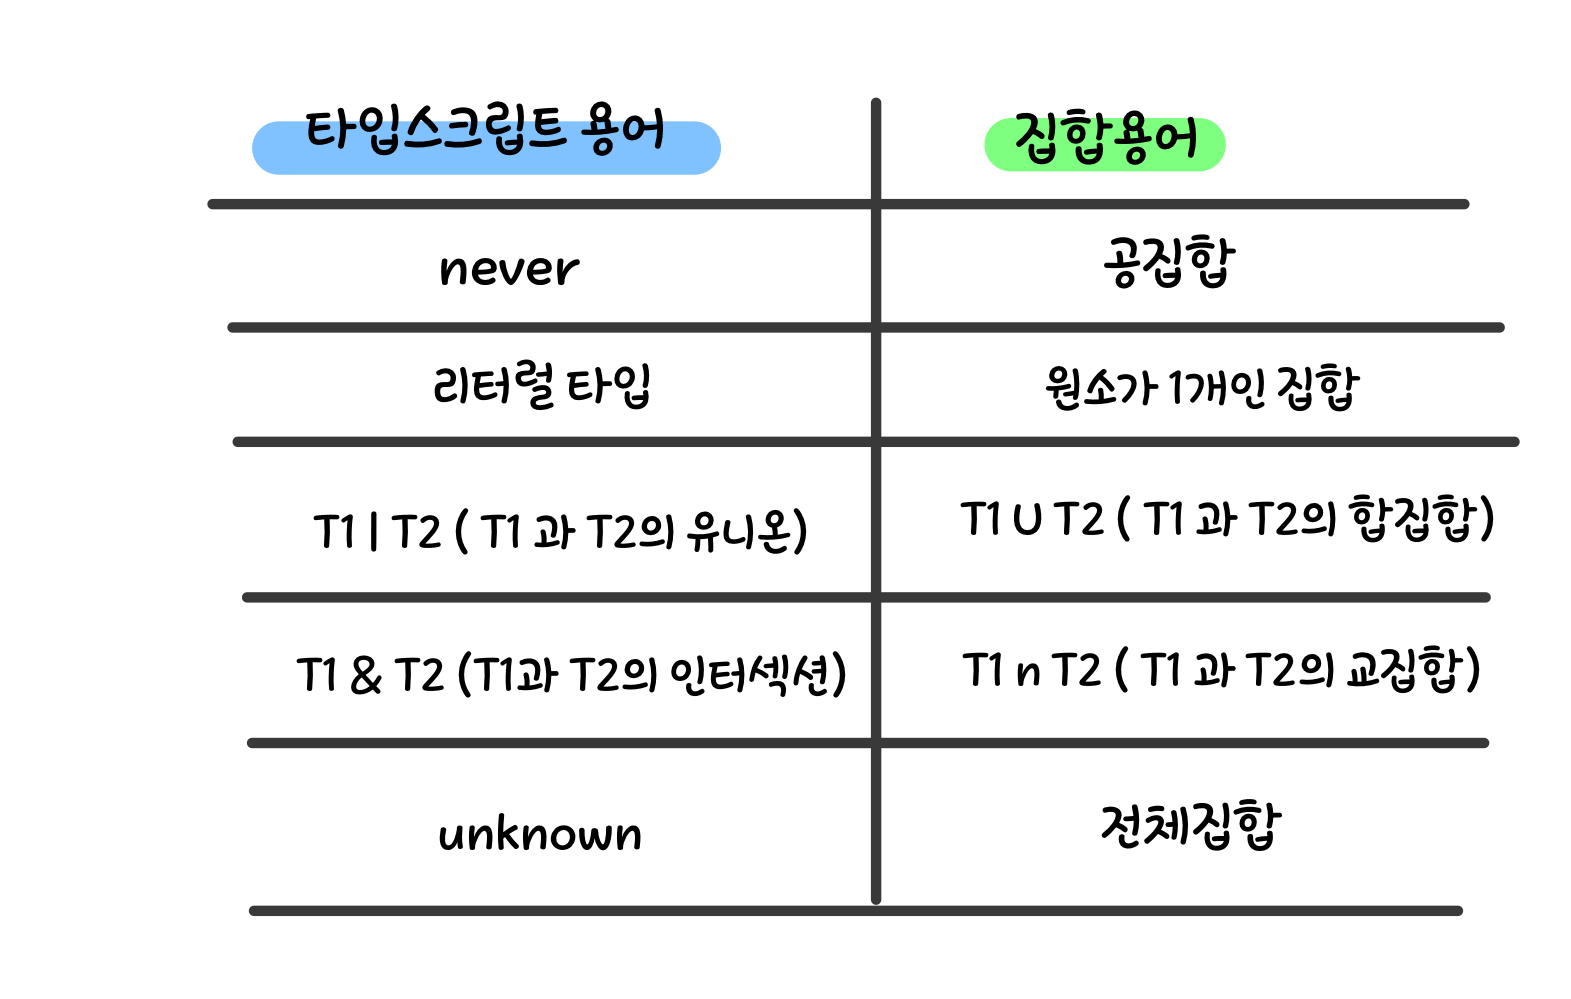 타입스크립트 용어
집합용어
never
공집합
리터럴 타입
원소가 1개인 집합
T1 | T2 ( T1 과 T2의 유니온)
T1 U T2 ( T1 과 T2의 합집합)
T1 & T2 (T1과 T2의 인터섹션)
T1 n T2 ( T1 과 T2의 교집합)
unknown
전체집합